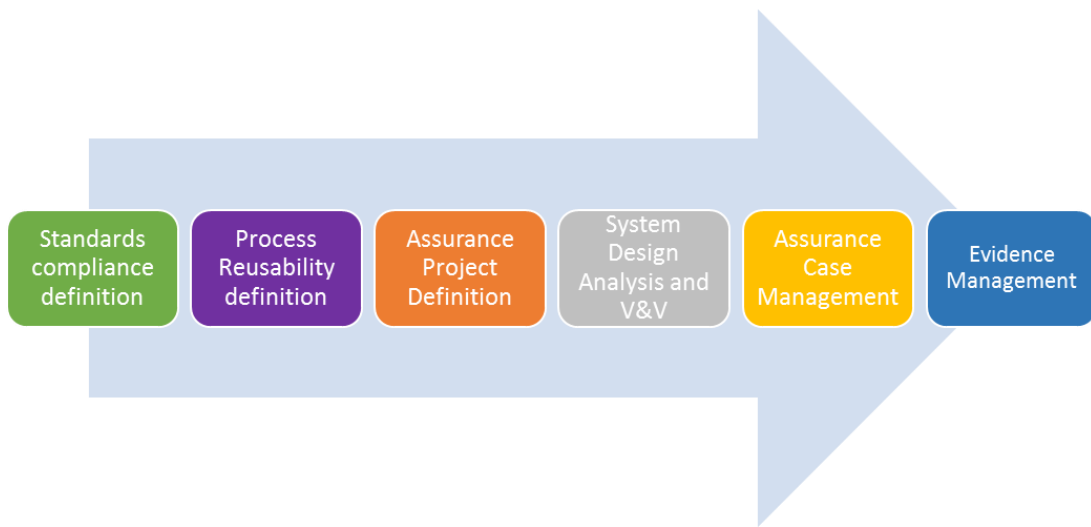 Standards
compliance
definition
Process
Reusability
definition
Assurance
Project
Definition
System
Design
Analysis and
V&V
Assurance
Case
Management
Evidence
Management